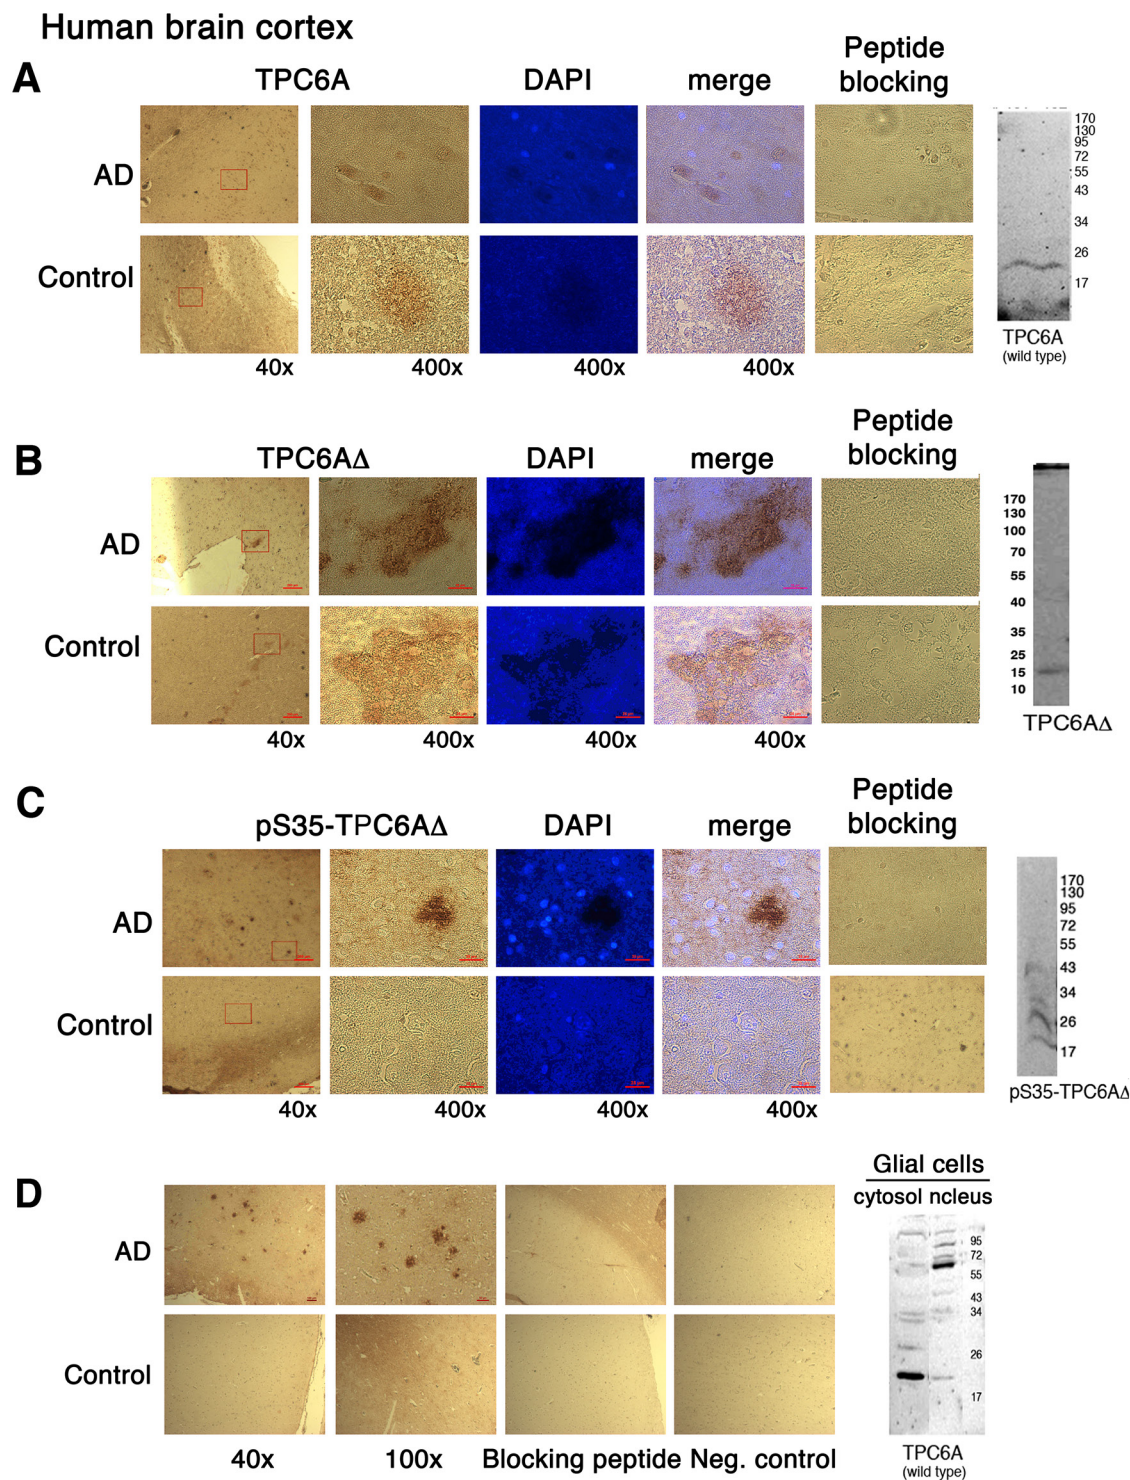 Human brain cortex
A
TPC6A
DAPI
merge
Peptide
blocking
AD
Control
40x
400x
400x
400x
170
130
95
72
55
43
34
26
17
TPC6A
(wild type)
B
TPC6AΔ
DAPI
merge
Peptide
blocking
AD
Control
40x
400x
400x
400x
170
130
100
70
55
40
35
25
15
10
TPC6AΔ
C
pS35-TPC6AΔ
DAPI
merge
Peptide
blocking
AD
Control
40x
400x
400x
170
130
95
72
55
43
34
26
17
pS35-TPC6AΔ
D
Glial cells
cytosol ncleus
AD
Control
40x
100x
Blocking peptide
Neg. control
95
72
55
43
34
26
17
TPC6A
(wild type)